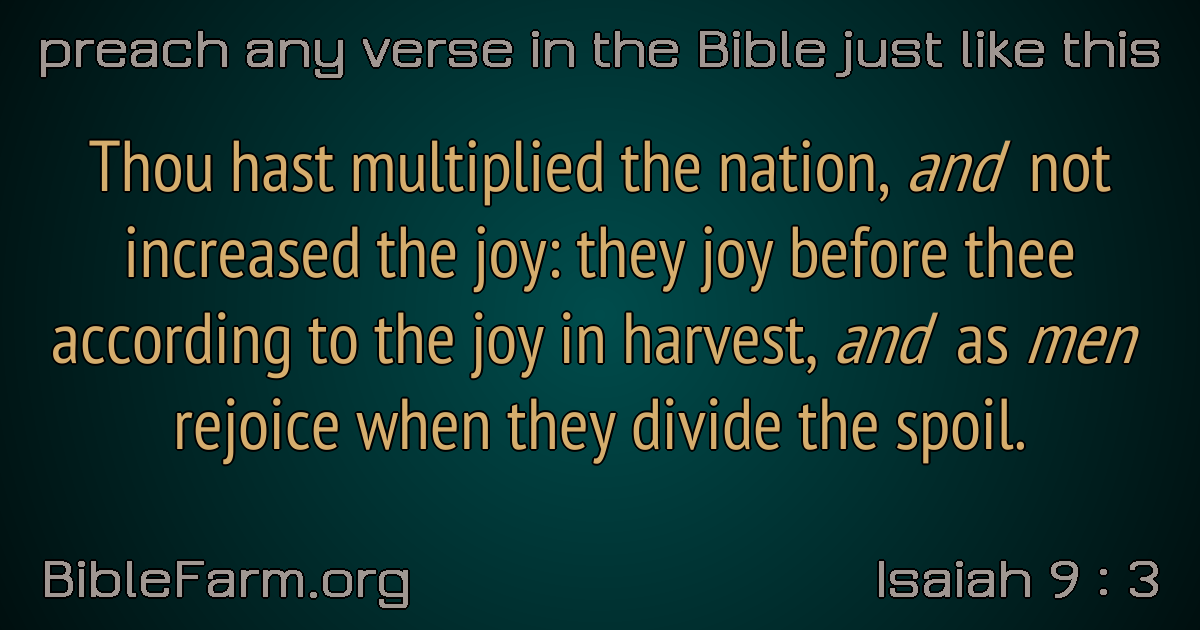 preach any verse in the Bible just like this
Thou hast multiplied the nation, and not
increased the joy: they joy before thee
according to the joy in harvest, and as men
rejoice when they divide the spoil.
BibleFarm.org
Isaiah 9 : 3